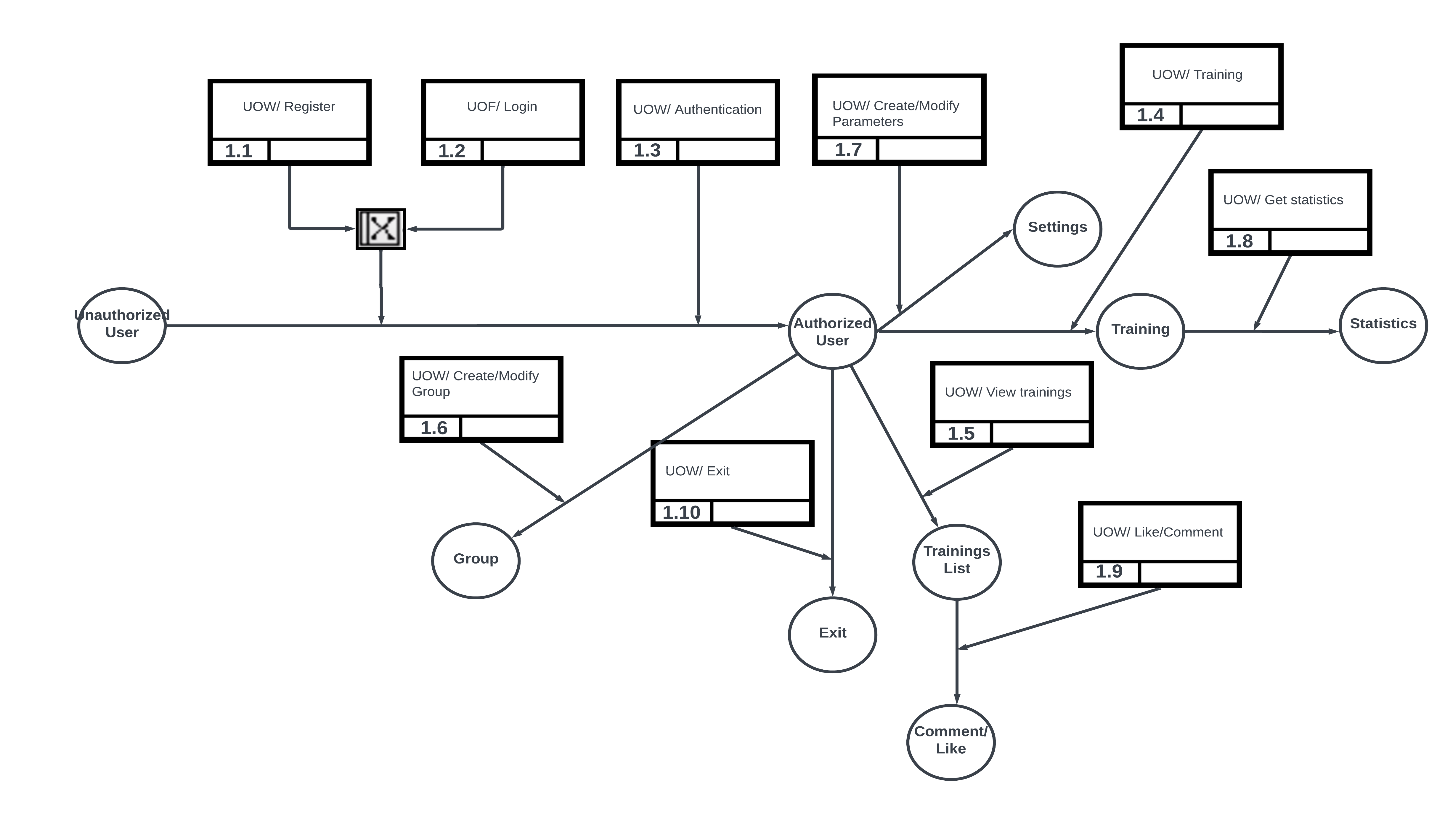 UOW/ Training
1.4
UOW/ Register
1.1
UOF/ Login
1.2
UOW/ Authentication
1.3
UOW/ Create/Modify
Parameters
1.7
UOW/ Get statistics
1.8
X
Settings
Unauthorized
User
Authorized
User
Training
Statistics
UOW/ Create/Modify
Group
1.6
UOW/ View trainings
1.5
UOW/ Exit
1.10
Group
Trainings
List
UOW/ Like/Comment
1.9
Exit
Comment/
Like